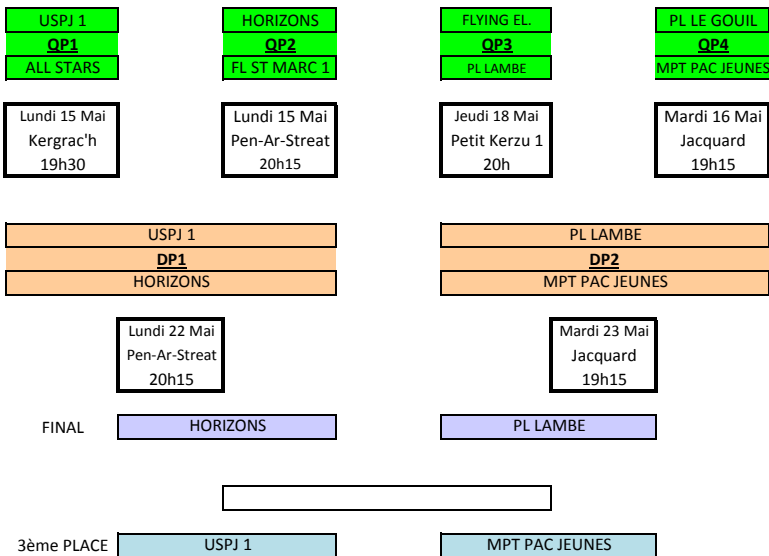 USPJ 1
QP1
ALL STARS
HORIZONS
QP2
FL ST MARC 1
FLYING EL.
QP3
PL LAMBE
PL LE GOUIL
QP4
MPT PAC JEUNES
Lundi 15 Mai
Kergrac'h
19h30
Lundi 15 Mai
Pen-Ar-Streat
20h15
Jeudi 18 Mai
Petit Kerzu 1
20h
Mardi 16 Mai
Jacquard
19h15
USPJ 1
DP1
HORIZONS
PL LAMBE
DP2
MPT PAC JEUNES
Lundi 22 Mai
Pen-Ar-Streat
20h15
Mardi 23 Mai
Jacquard
19h15
FINAL
HORIZONS
PL LAMBE
3ème PLACE
USPJ 1
MPT PAC JEUNES